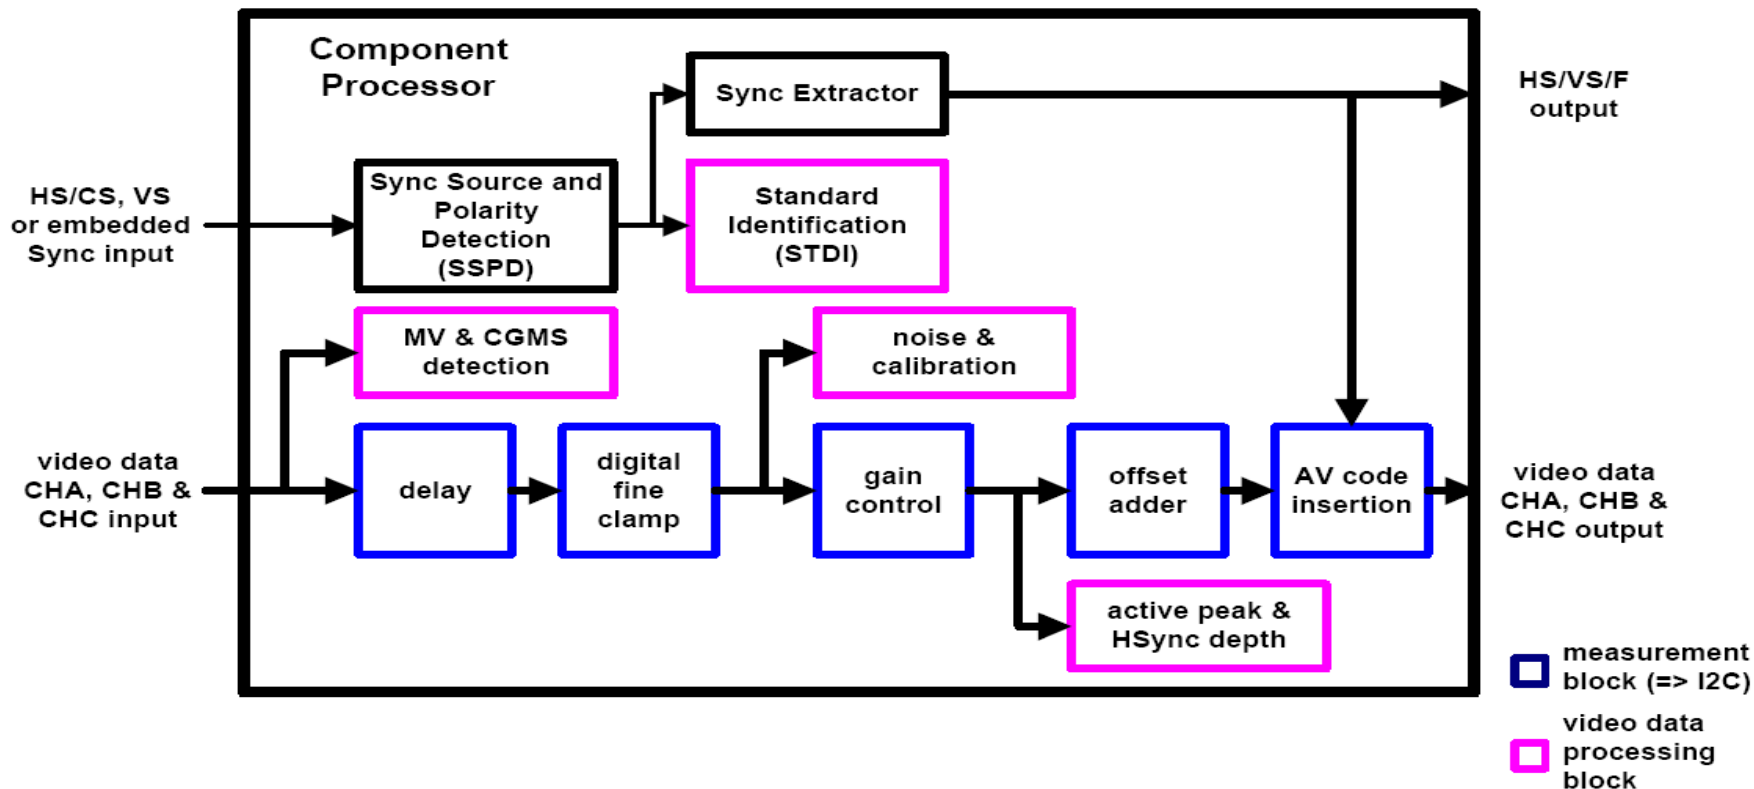 Component
Processor
Sync Extractor
HS/VS/F
output
HS/CS, VS
or embedded
Sync input
Sync Source and
Polarity
Detection
(SSPD)
Standard
Identification
(STDI)
MV & CGMS
detection
noise &
calibration
video data
CHA, CHB &
CHC input
delay
digital
fine
clamp
gain
control
offset
adder
AV code
insertion
video data
CHA, CHB &
CHC output
active peak &
HSync depth
measurement
block (=> I2C)
video data
processing
block